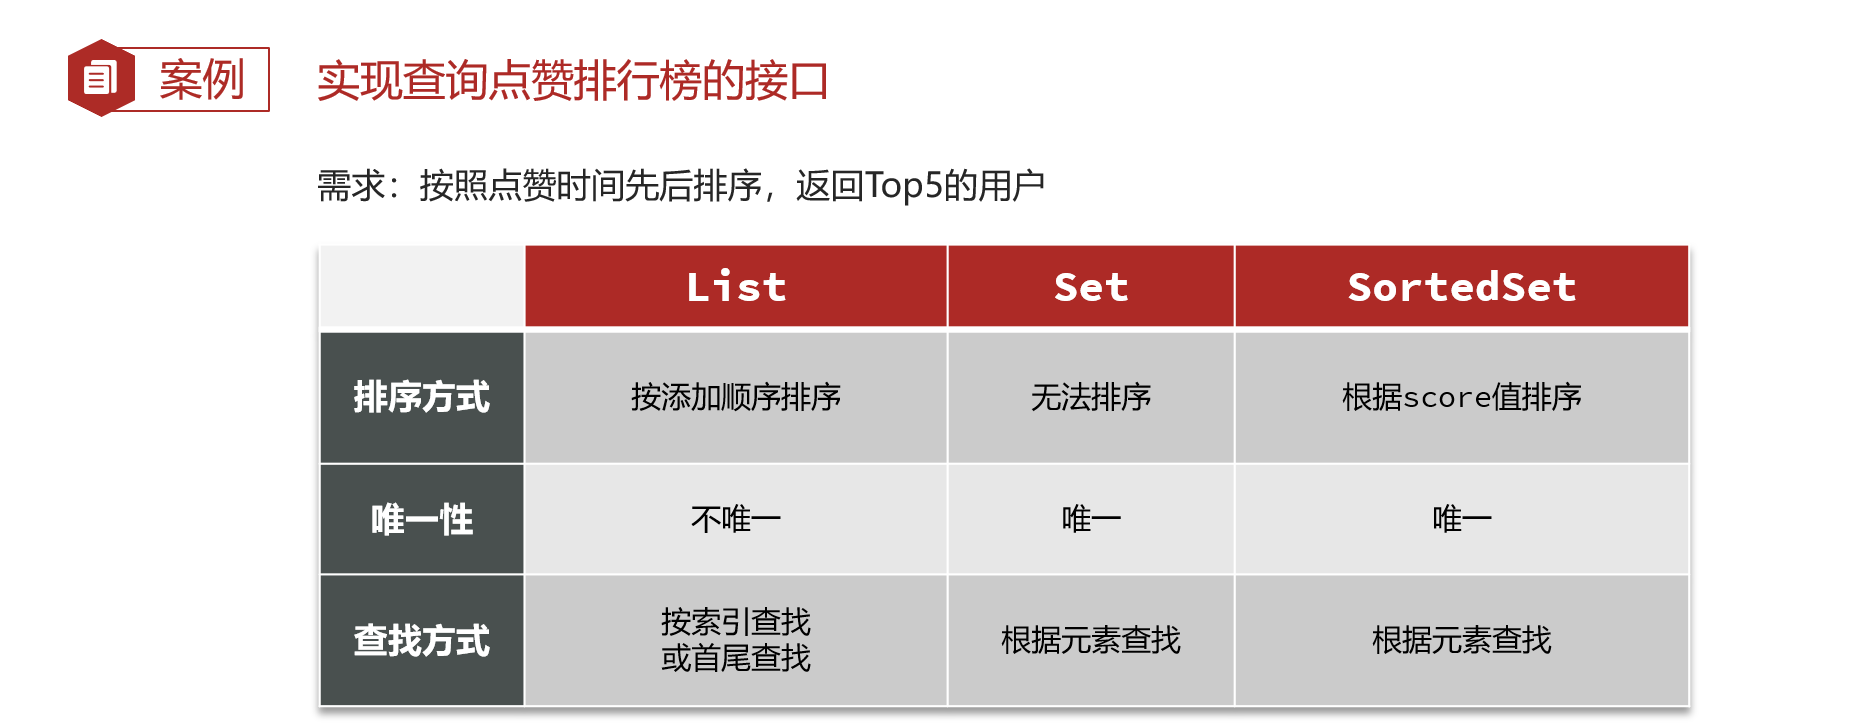 案例
实现查询点赞排行榜的接口
需求：按照点赞时间先后排序，返回Top5的用户
List Set SortedSet
排序方式 按添加顺序排序 无法排序 根据score值排序
唯一性 不唯一 唯一 唯一
查找方式 按索引查找 或首尾查找 根据元素查找 根据元素查找